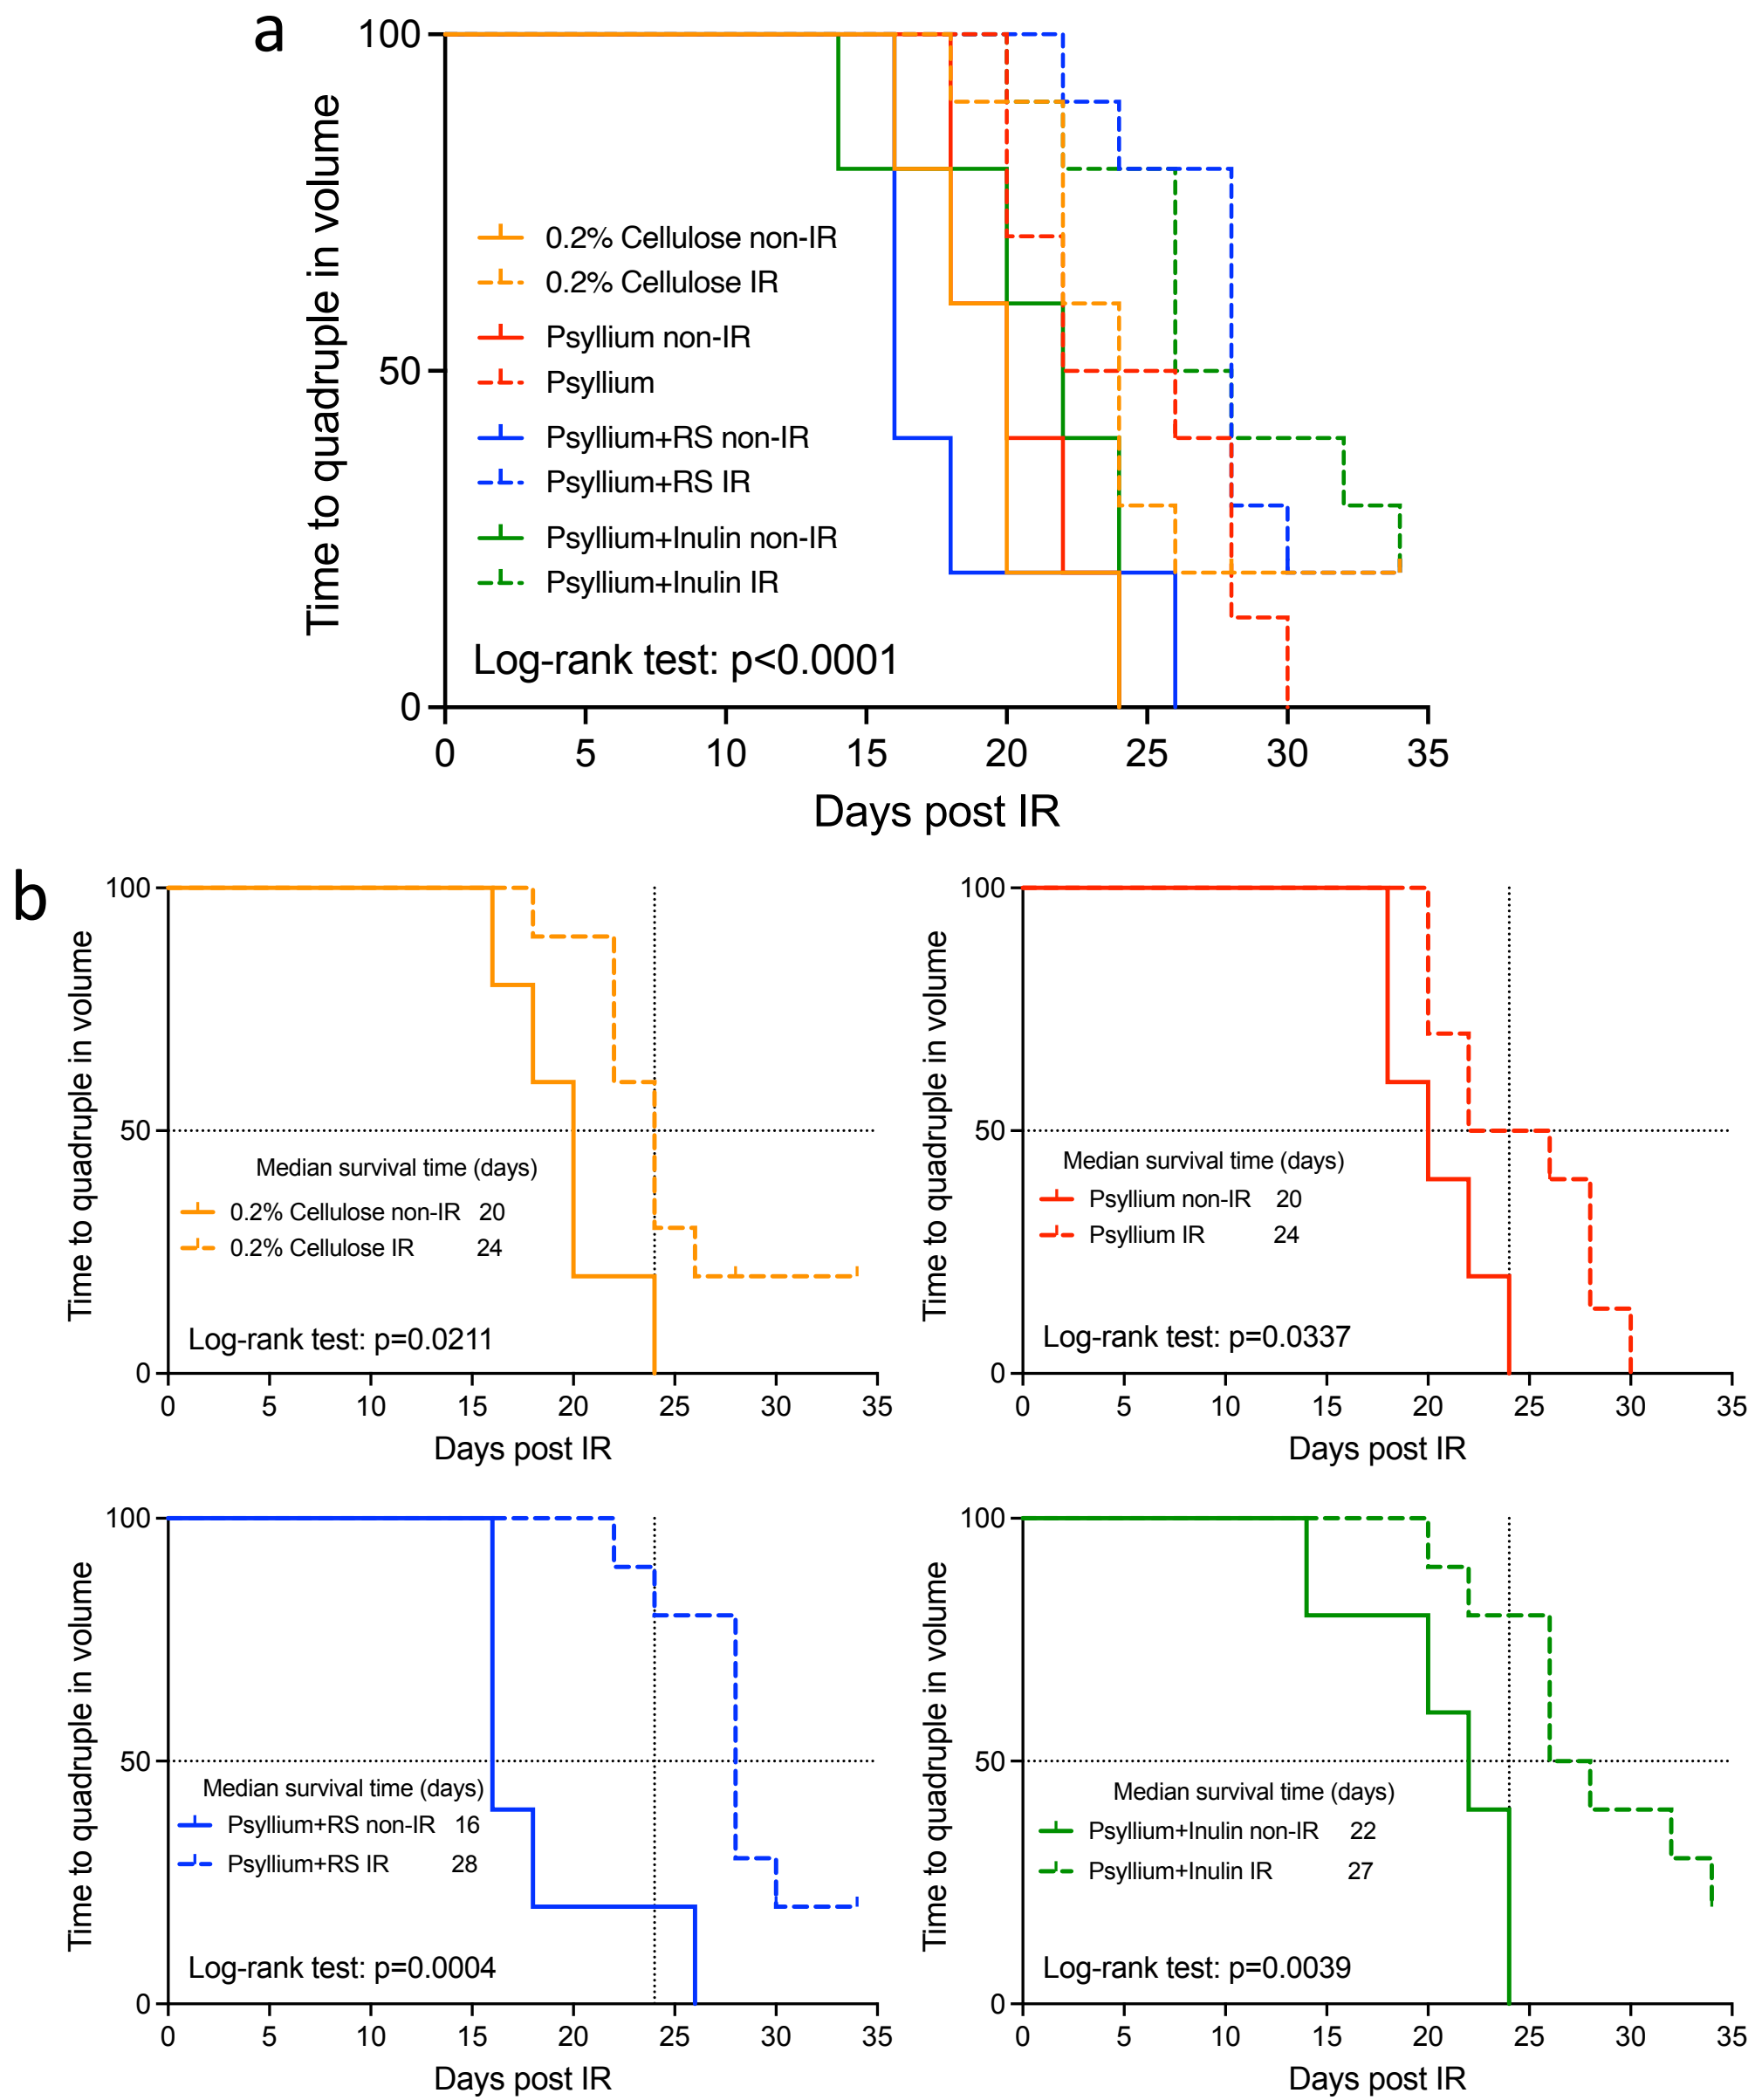 a
Time to quadruple in volume
100
50
0
0.2% Cellulose non-IR
0.2% Cellulose IR
Psyllium non-IR
Psyllium
Psyllium+RS non-IR
Psyllium+RS IR
Psyllium+Inulin non-IR
Psyllium+Inulin IR
Log-rank test: p<0.0001
0 5 10 15 20 25 30 35
Days post IR
b
Time to quadruple in volume
100
50
0
Median survival time (days)
0.2% Cellulose non-IR 20
0.2% Cellulose IR 24
Log-rank test: p=0.0211
0 5 10 15 20 25 30 35
Days post IR
Time to quadruple in volume
100
50
0
Median survival time (days)
Psyllium non-IR 20
Psyllium IR 24
Log-rank test: p=0.0337
0 5 10 15 20 25 30 35
Days post IR
Time to quadruple in volume
100
50
0
Median survival time (days)
Psyllium+RS non-IR 16
Psyllium+RS IR 28
Log-rank test: p=0.0004
0 5 10 15 20 25 30 35
Days post IR
Time to quadruple in volume
100
50
0
Median survival time (days)
Psyllium+Inulin non-IR 22
Psyllium+Inulin IR 27
Log-rank test: p=0.0039
0 5 10 15 20 25 30 35
Days post IR